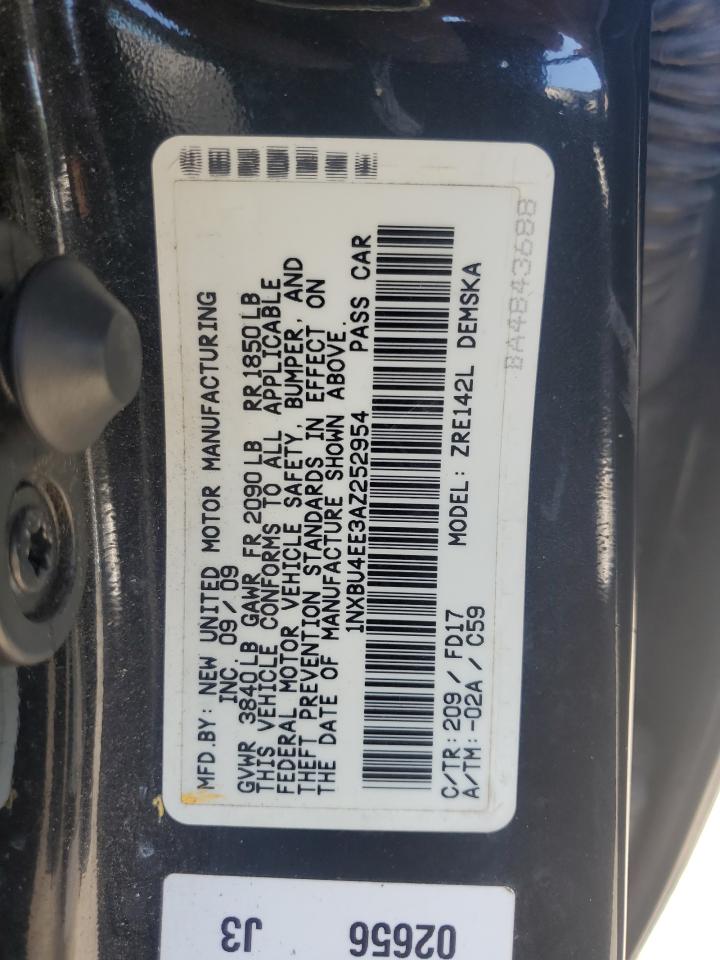 MFD.BY: NEW UNITED MOTOR MANUFACTURING
INC. 09/09
GVWR 3840LB GAWR FR 2090LB RR1850LB
THIS VEHICLE CONFORMS TO ALL APPLICABLE
FEDERAL MOTOR VEHICLE SAFETY, BUMPER, AND
THEFT PREVENTION STANDARDS IN EFFECT ON
THE DATE OF MANUFACTURE SHOWN ABOVE.
1NXBU4EE3AZ252954 PASS CAR
C/TR: 209/FD17 MODEL: ZRE142L DEMSKA
A/TM:-02A/C59
BA4843688
J3
02656